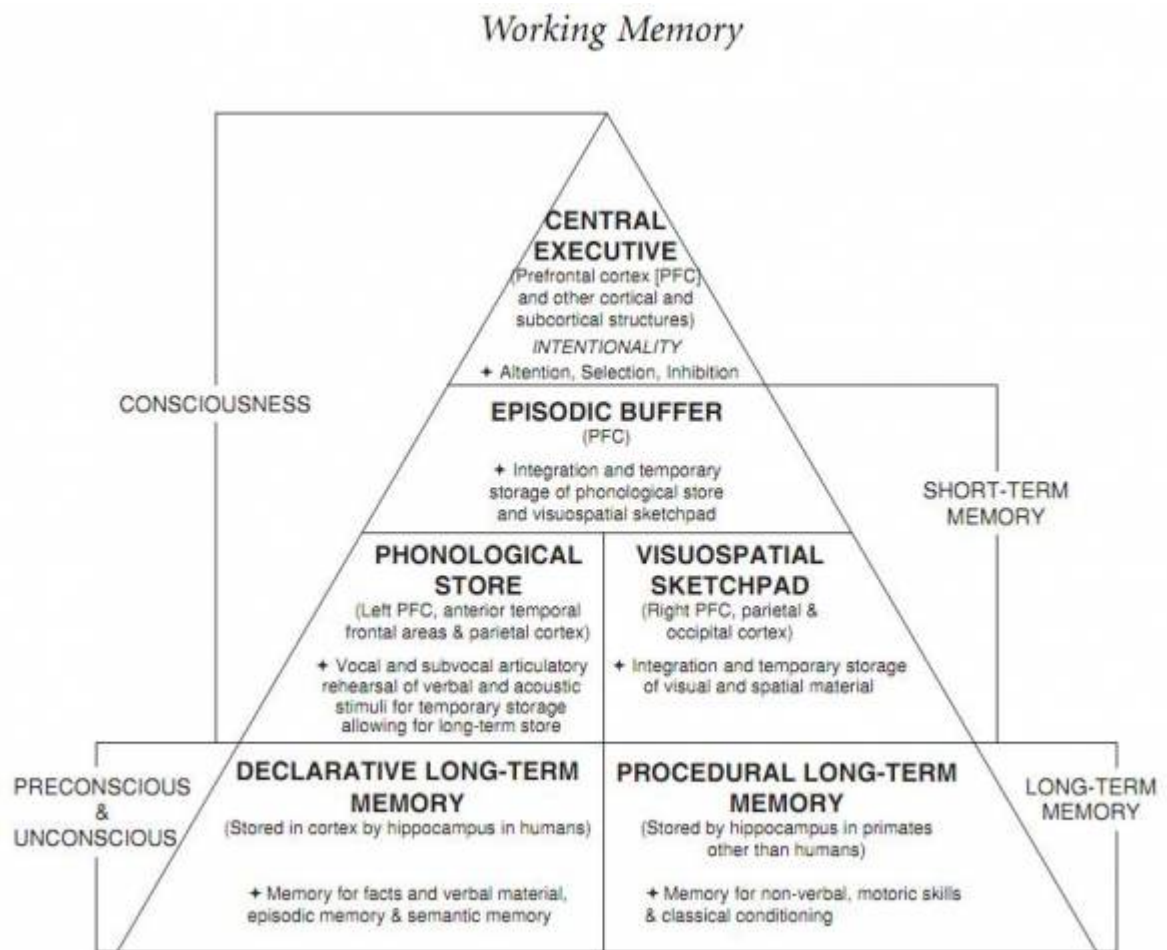 Working Memory
CENTRAL
EXECUTIVE
(Prefrontal cortex [PFC]
and other cortical and
subcortical structures)
INTENTIONALITY
✦ Altention, Selection, Inhibition
CONSCIOUSNESS
EPISODIC BUFFER
(PFC)
✦ Integration and temporary
storage of phonological store
and visuospatial sketchpad
SHORT-TERM
MEMORY
PHONOLOGICAL
STORE
(Left PFC, anterior temporal
frontal areas & parietal cortex)
✦ Vocal and subvocal articulatory
rehearsal of verbal and acoustic
stimuli for temporary storage
allowing for long-term store
VISUOSPATIAL
SKETCHPAD
(Right PFC, parietal &
occipital cortex)
✦ Integration and temporary storage
of visual and spatial material
PRECONSCIOUS
&
UNCONSCIOUS
DECLARATIVE LONG-TERM
MEMORY
(Stored in cortex by hippocampus in humans)
✦ Memory for facts and verbal material,
episodic memory & semantic memory
PROCEDURAL LONG-TERM
MEMORY
(Stored by hippocampus in primates
other than humans)
✦ Memory for non-verbal, motoric skills
& classical conditioning
LONG-TERM
MEMORY